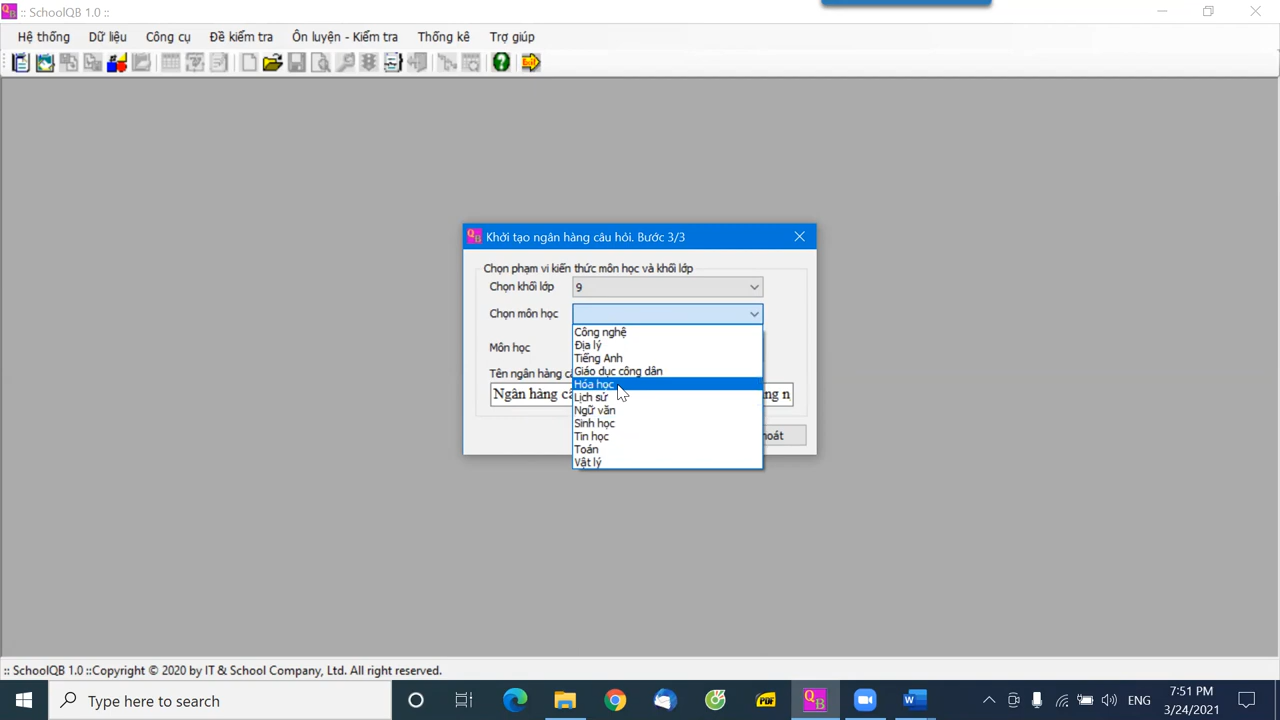 :: SchoolQB 1.0 ::
Hệ thống Dữ liệu Công cụ Đề kiểm tra Ôn luyện - Kiểm tra Thống kê Trợ giúp
Khởi tạo ngân hàng câu hỏi. Bước 3/3
Chọn phạm vi kiến thức môn học và khối lớp
Chọn khối lớp 9
Chọn môn học
Công nghệ
Địa lý
Tiếng Anh
Giáo dục công dân
Hóa học
Lịch sử
Ngữ văn
Sinh học
Tin học
Toán
Vật lý
Môn học
Tên ngân hàng
Ngân hàng
:: SchoolQB 1.0 ::Copyright © 2020 by IT & School Company, Ltd. All right reserved.
Type here to search
ENG
7:51 PM
3/24/2021